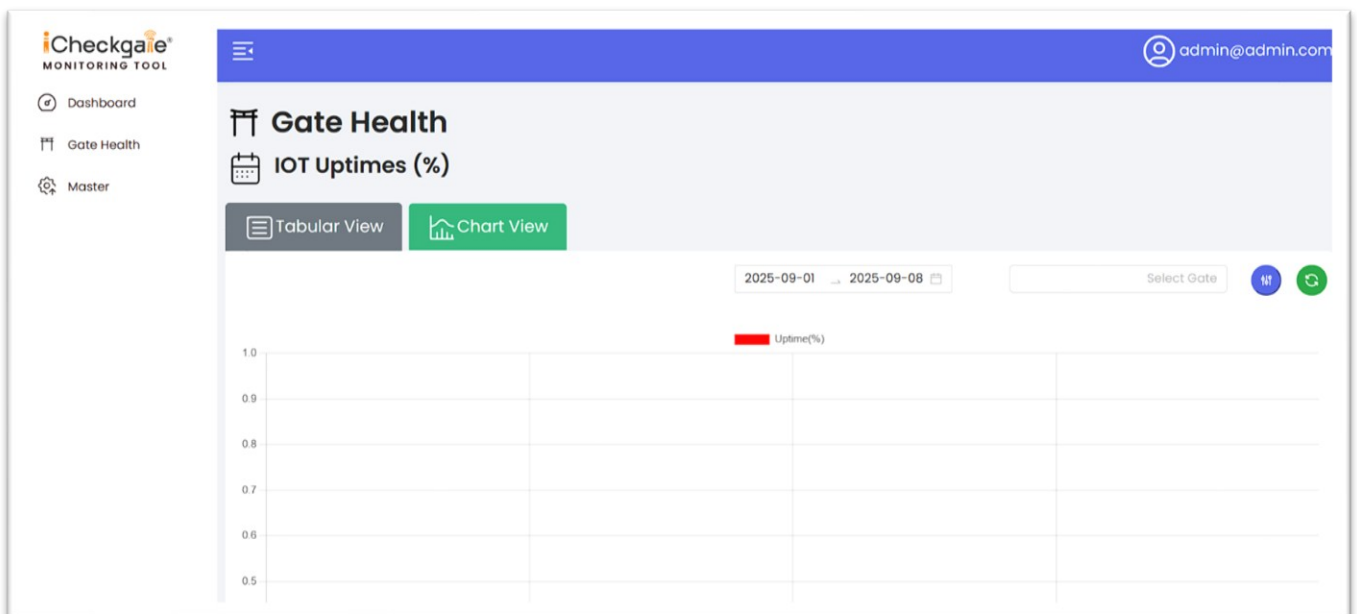 iCheckgate®
MONITORING TOOL
admin@admin.com
Dashboard
Gate Health
Master
Gate Health
IOT Uptimes (%)
Tabular View
Chart View
2025-09-01 → 2025-09-08
Select Gate
Uptime(%)
1.0
0.9
0.8
0.7
0.6
0.5